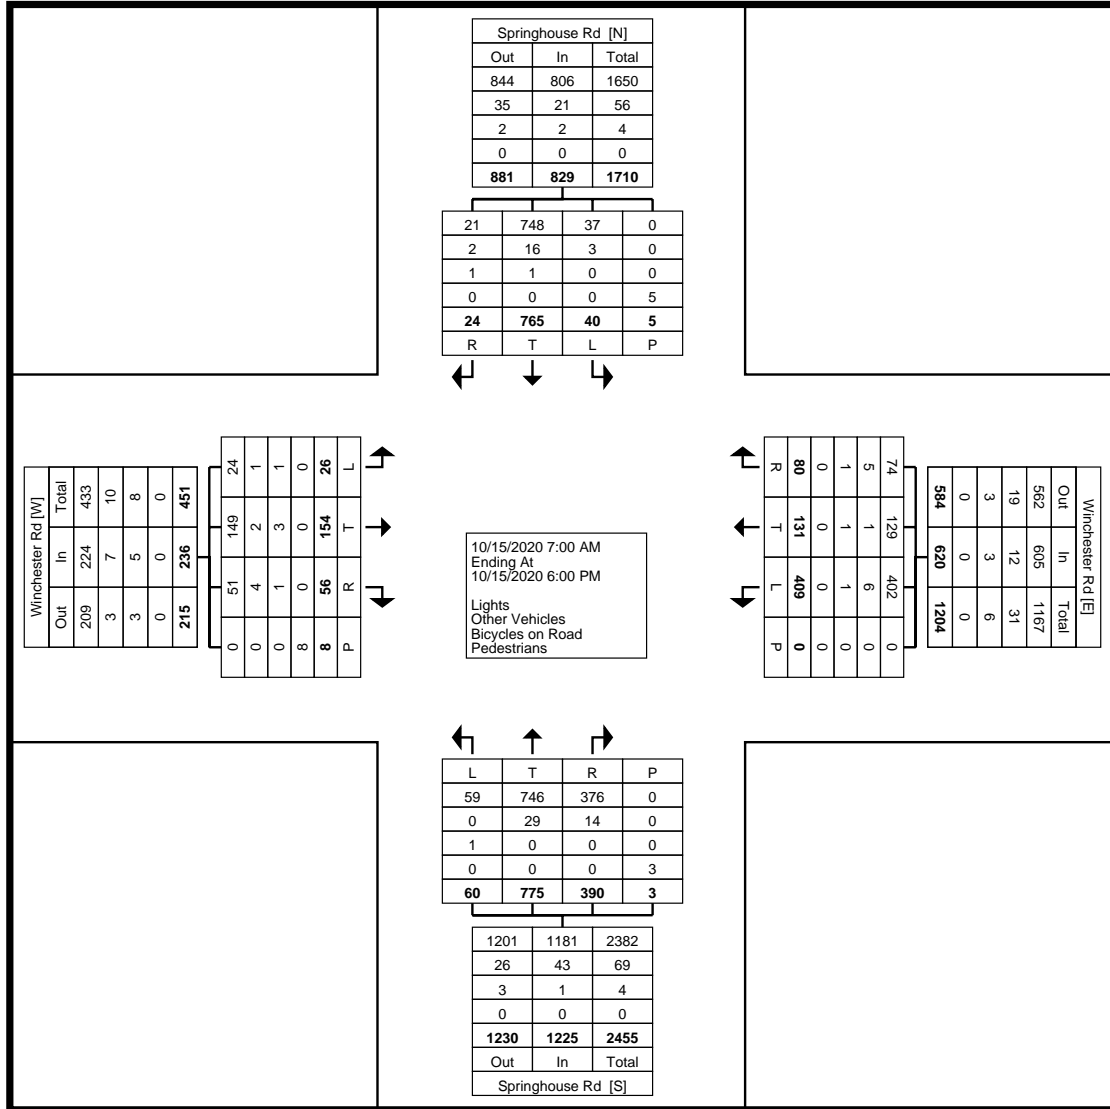 Springhouse Rd [N]
Out In Total
844 806 1650
35 21 56
2 2 4
0 0 0
881 829 1710
21 748 37 0
2 16 3 0
1 1 0 0
0 0 0 5
24 765 40 5
R T L P
Winchester Rd [W]
Total 433 10 8 0 451
In 224 7 5 0 236
Out 209 3 3 0 215
24 1 1 0 26 L
149 2 3 0 154 T
51 4 1 0 56 R
0 0 0 8 8 P
10/15/2020 7:00 AM
Ending At
10/15/2020 6:00 PM
Lights
Other Vehicles
Bicycles on Road
Pedestrians
R 80 0 1 5 74
T 131 0 1 1 129
L 409 0 1 6 402
P 0 0 0 0 0
Winchester Rd [E]
Out In Total
562 605 1167
19 12 31
3 3 6
0 0 0
584 620 1204
L T R P
59 746 376 0
0 29 14 0
1 0 0 0
0 0 0 3
60 775 390 3
1201 1181 2382
26 43 69
3 1 4
0 0 0
1230 1225 2455
Out In Total
Springhouse Rd [S]